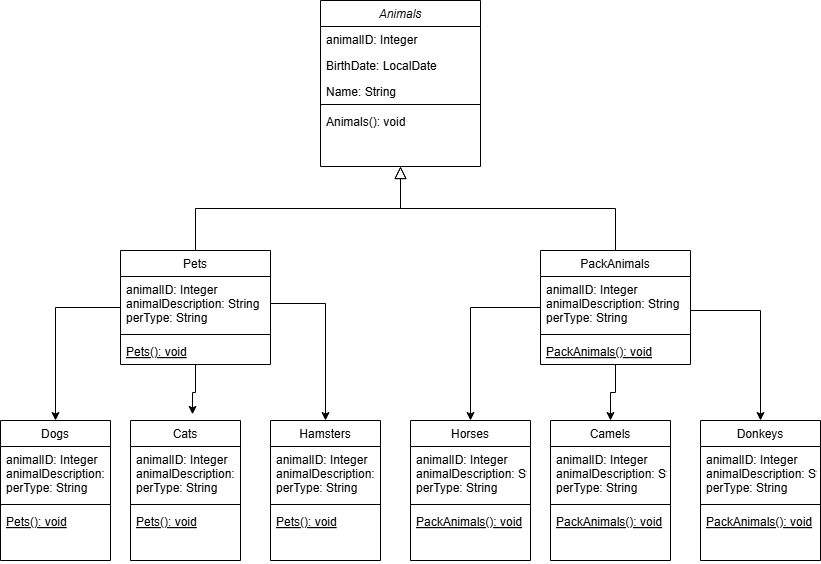 Animals
animalID: Integer
BirthDate: LocalDate
Name: String
Animals(): void
Pets
animalID: Integer
animalDescription: String
perType: String
Pets(): void
PackAnimals
animalID: Integer
animalDescription: String
perType: String
PackAnimals(): void
Dogs
animalID: Integer
animalDescription:
perType: String
Pets(): void
Cats
animalID: Integer
animalDescription:
perType: String
Pets(): void
Hamsters
animalID: Integer
animalDescription:
perType: String
Pets(): void
Horses
animalID: Integer
animalDescription: S
perType: String
PackAnimals(): void
Camels
animalID: Integer
animalDescription: S
perType: String
PackAnimals(): void
Donkeys
animalID: Integer
animalDescription: S
perType: String
PackAnimals(): void